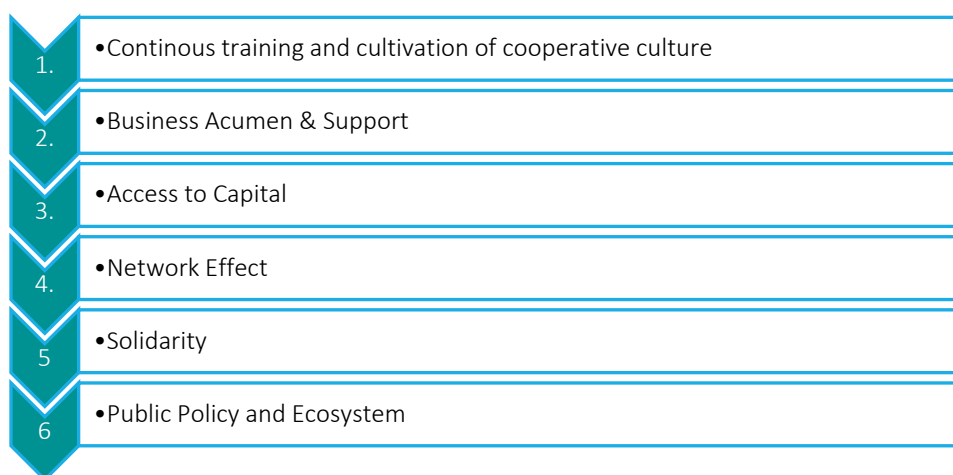 1. •Continous training and cultivation of cooperative culture
2. •Business Acumen & Support
3. •Access to Capital
4. •Network Effect
5 •Solidarity
6 •Public Policy and Ecosystem